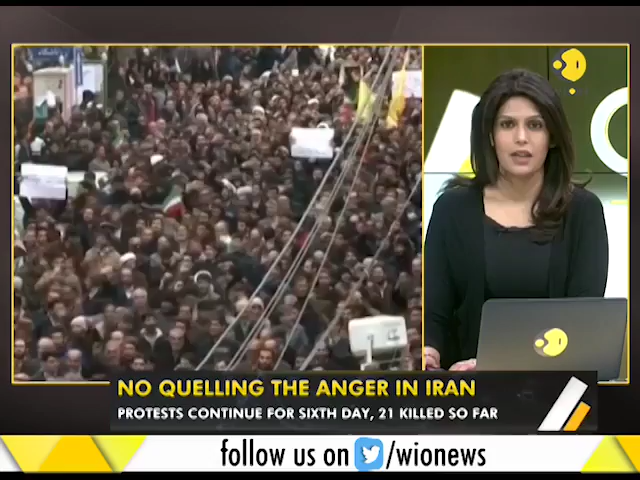 NO QUELLING THE ANGER IN IRAN
PROTESTS CONTINUE FOR SIXTH DAY, 21 KILLED SO FAR
follow us on /wionews